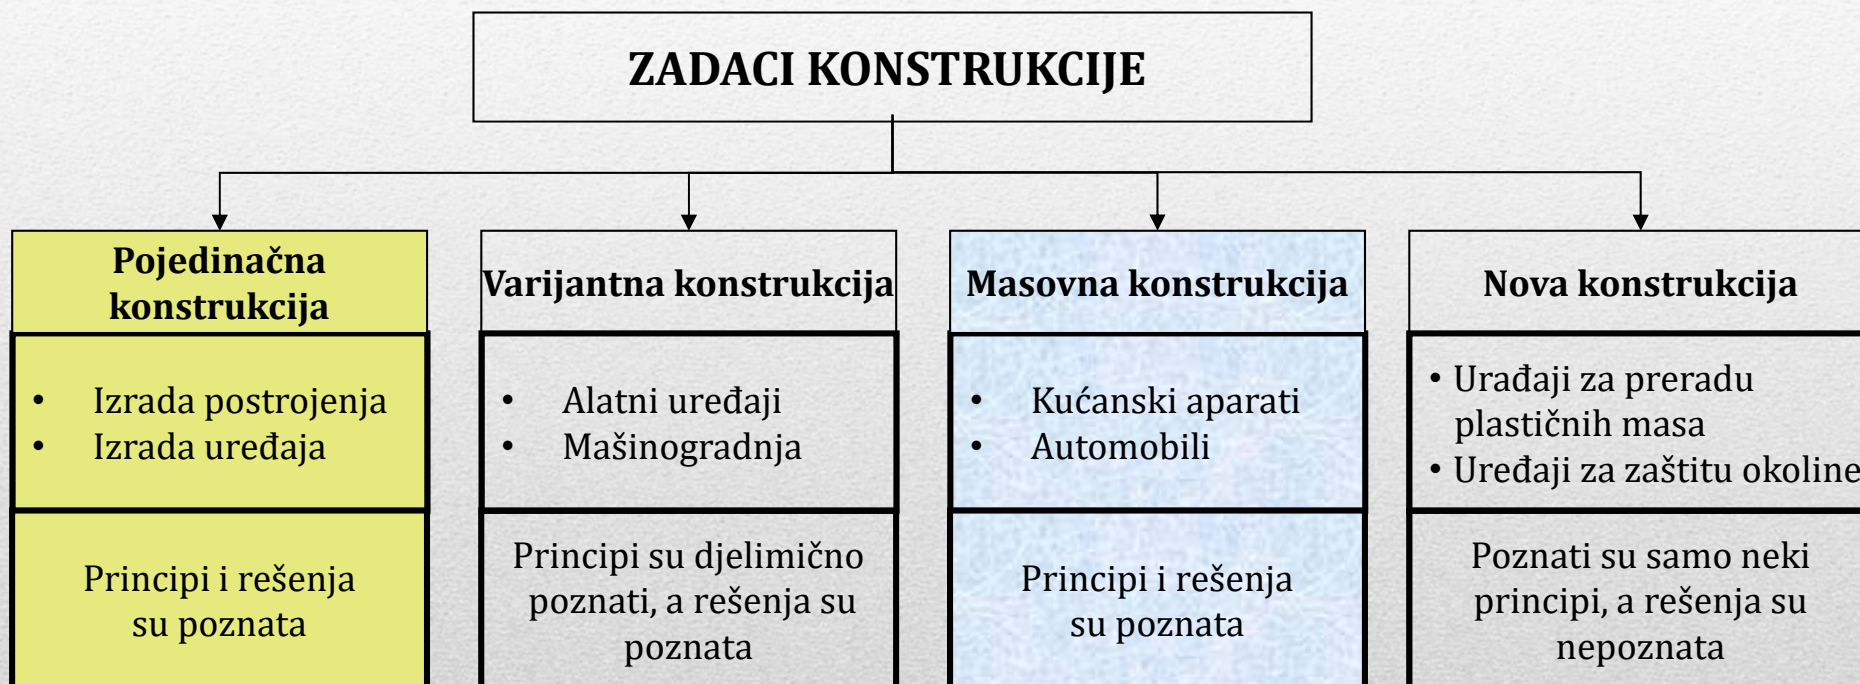 ZADACI KONSTRUKCIJE
Pojedinačna
konstrukcija
• Izrada postrojenja
• Izrada uređaja
Principi i rešenja
su poznata
Varijantna konstrukcija
• Alatni uređaji
• Mašinogradnja
Principi su djelimično
poznati, a rešenja su
poznata
Masovna konstrukcija
• Kućanski aparati
• Automobili
Principi i rešenja
su poznata
Nova konstrukcija
• Urađaji za preradu
plastičnih masa
• Uređaji za zaštitu okoline
Poznati su samo neki
principi, a rešenja su
nepoznata